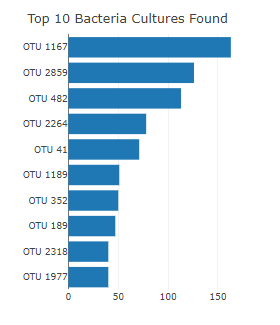 Top 10 Bacteria Cultures Found
OTU 1167
OTU 2859
OTU 482
OTU 2264
OTU 41
OTU 1189
OTU 352
OTU 189
OTU 2318
OTU 1977
0 50 100 150